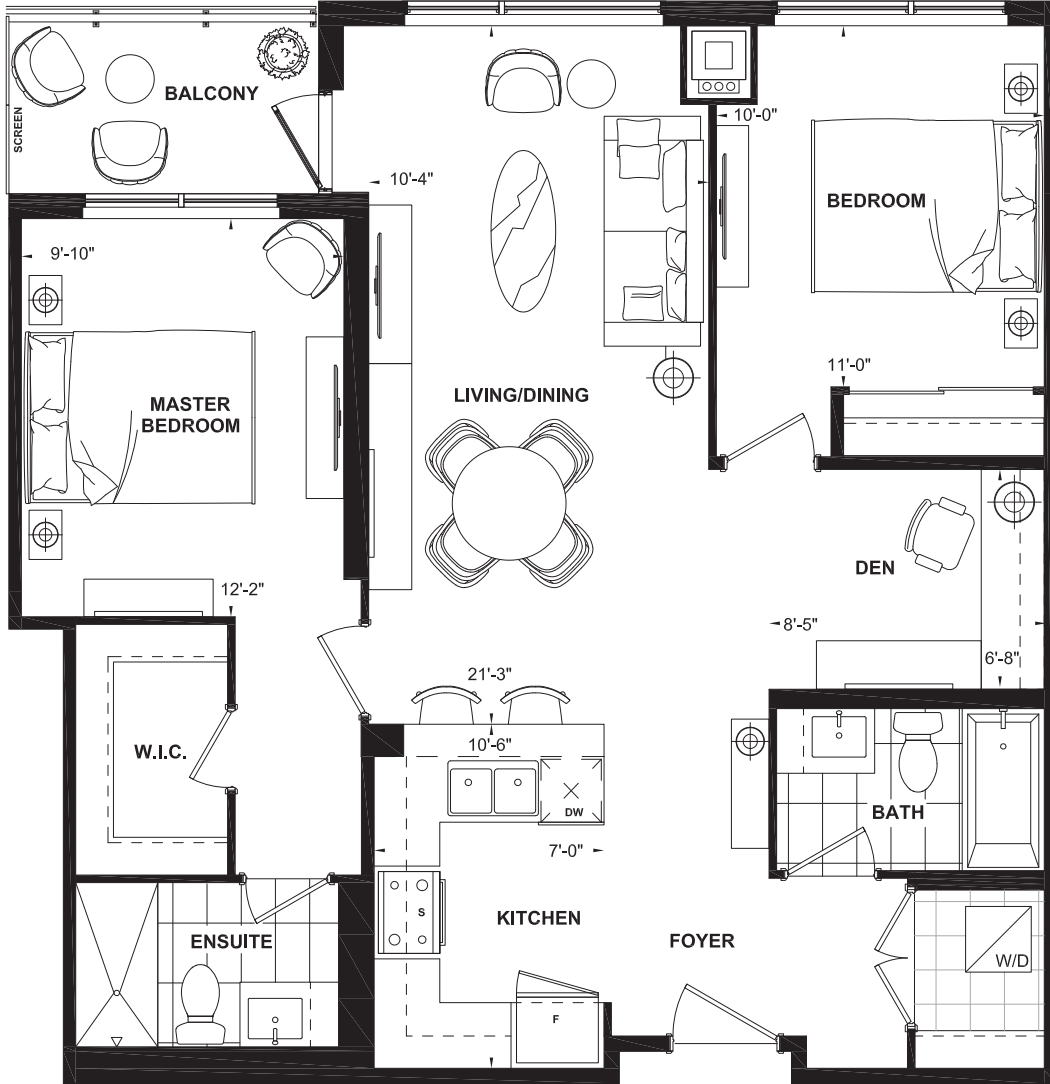 BALCONY
SCREEN
10'-0"
10'-4"
BEDROOM
9'-10"
11'-0"
LIVING/DINING
MASTER
BEDROOM
DEN
12'-2"
8'-5"
6'-8"
21'-3"
10'-6"
W.I.C.
DW
BATH
7'-0"
S
KITCHEN
FOYER
ENSUITE
W/D
F